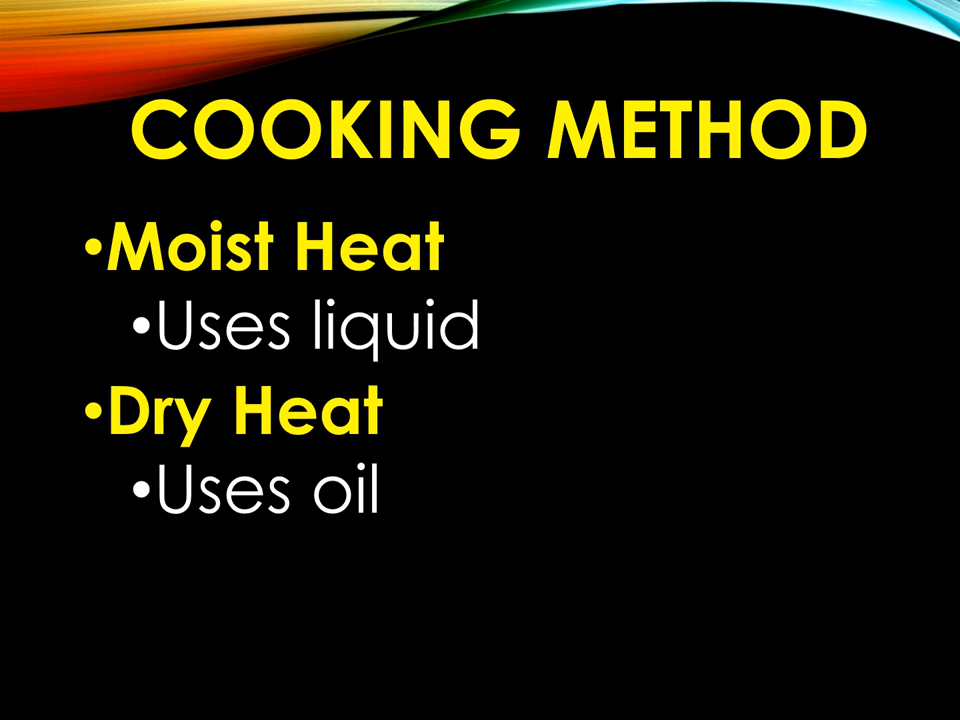 COOKING METHOD
•Moist Heat
•Uses liquid
•Dry Heat
•Uses oil